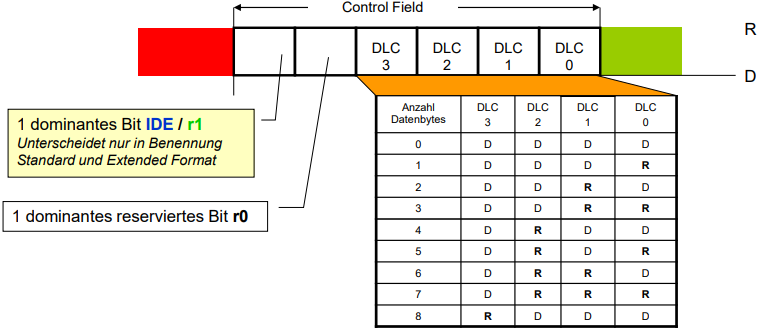 Control Field
R
DLC 3
DLC 2
DLC 1
DLC 0
D
1 dominantes Bit IDE / r1
Unterscheidet nur in Benennung
Standard und Extended Format
1 dominantes reserviertes Bit r0
Anzahl Datenbytes DLC 3 DLC 2 DLC 1 DLC 0
0 D D D D
1 D D D R
2 D D R D
3 D D R R
4 D R D D
5 D R D R
6 D R R D
7 D R R R
8 R D D D